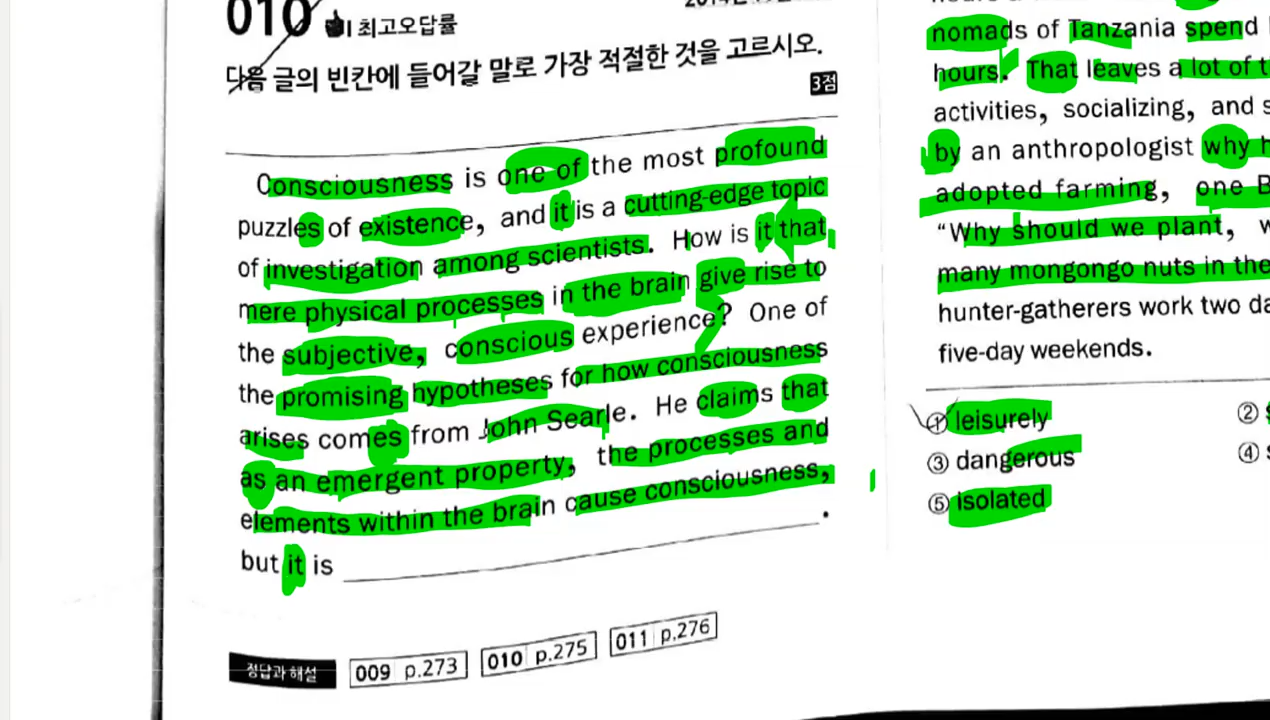 010 최고오답률
다음 글의 빈칸에 들어갈 말로 가장 적절한 것을 고르시오.
3점
Consciousness is one of the most profound
puzzles of existence, and it is a cutting-edge topic
of investigation among scientists. How is it that
mere physical processes in the brain give rise to
the subjective, conscious experience? One of
the promising hypotheses for how consciousness
arises comes from John Searle. He claims that
as an emergent property, the processes and
elements within the brain cause consciousness,
but it is
정답과 해설 009 p.273 010 p.275 011 p.276
nomads of Tanzania spend
hours. That leaves a lot of
activities, socializing, and
by an anthropologist why
adopted farming, one
“Why should we plant,
many mongongo nuts in the
hunter-gatherers work two
five-day weekends.
① leisurely ②
③ dangerous ④
⑤ isolated